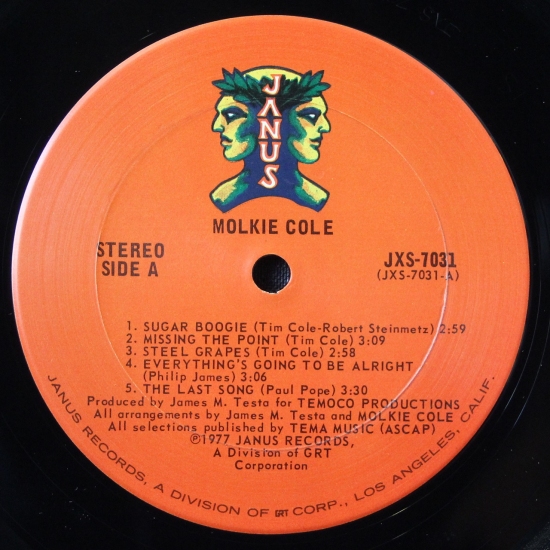 JANUS
MOLKIE COLE
STEREO
SIDE A
JXS-7031
(JXS-7031-A)
1. SUGAR BOOGIE (Tim Cole-Robert Steinmetz) 2:59
2. MISSING THE POINT (Tim Cole) 3:09
3. STEEL GRAPES (Tim Cole) 2:58
4. EVERYTHING'S GOING TO BE ALRIGHT
(Philip James) 3:06
5. THE LAST SONG (Paul Pope) 3:30
Produced by James M. Testa for TEMOCO PRODUCTIONS
All arrangements by James M. Testa and MOLKIE COLE
All selections published by TEMA MUSIC (ASCAP)
℗1977 JANUS RECORDS,
A Division of GRT
Corporation
JANUS RECORDS, A DIVISION OF GRT CORP., LOS ANGELES, CALIF.